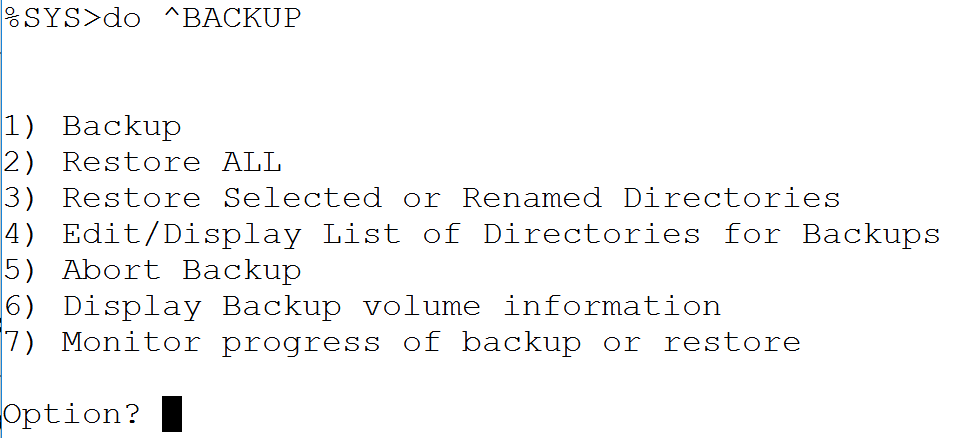 %SYS>do ^BACKUP
1) Backup
2) Restore ALL
3) Restore Selected or Renamed Directories
4) Edit/Display List of Directories for Backups
5) Abort Backup
6) Display Backup volume information
7) Monitor progress of backup or restore
Option?